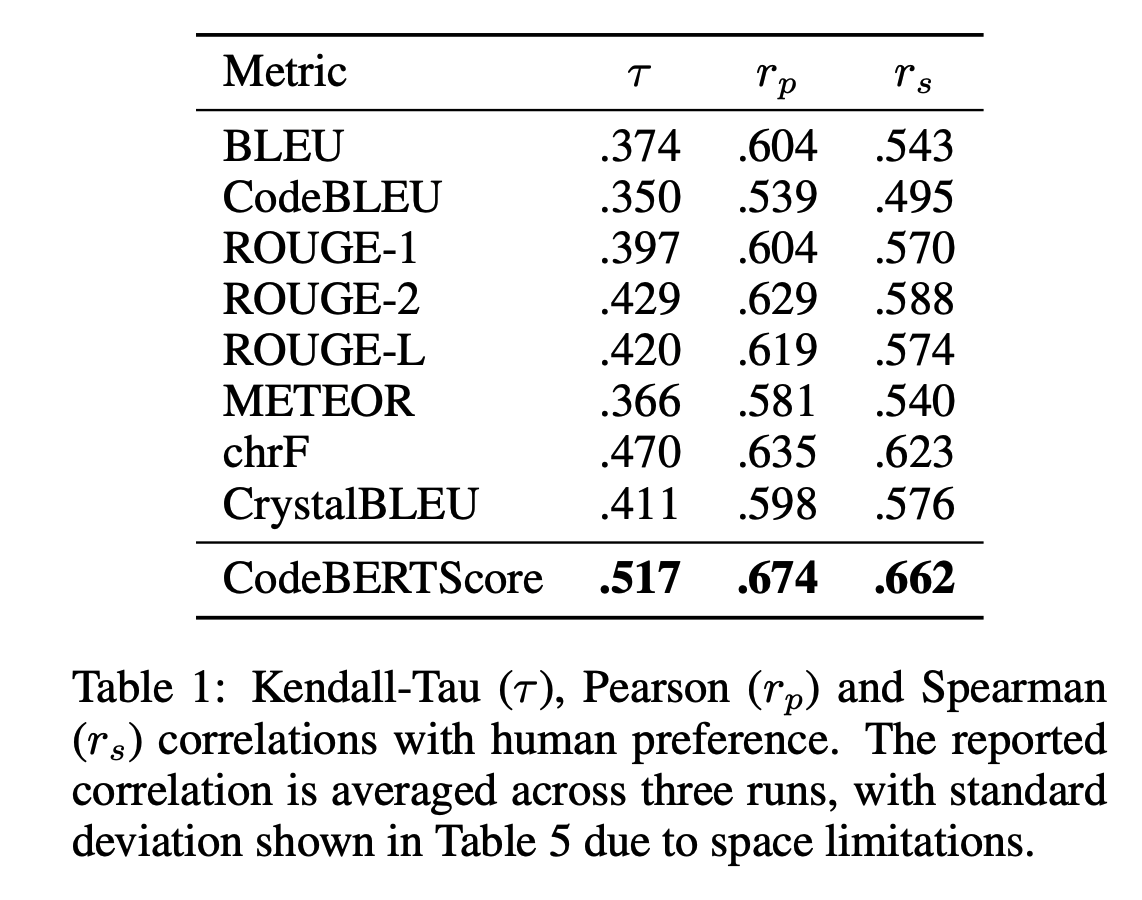 Metric τ r_p r_s
BLEU .374 .604 .543
CodeBLEU .350 .539 .495
ROUGE-1 .397 .604 .570
ROUGE-2 .429 .629 .588
ROUGE-L .420 .619 .574
METEOR .366 .581 .540
chrF .470 .635 .623
CrystalBLEU .411 .598 .576
CodeBERTScore .517 .674 .662
Table 1: Kendall-Tau (τ), Pearson (r_p) and Spearman
(r_s) correlations with human preference. The reported
correlation is averaged across three runs, with standard
deviation shown in Table 5 due to space limitations.